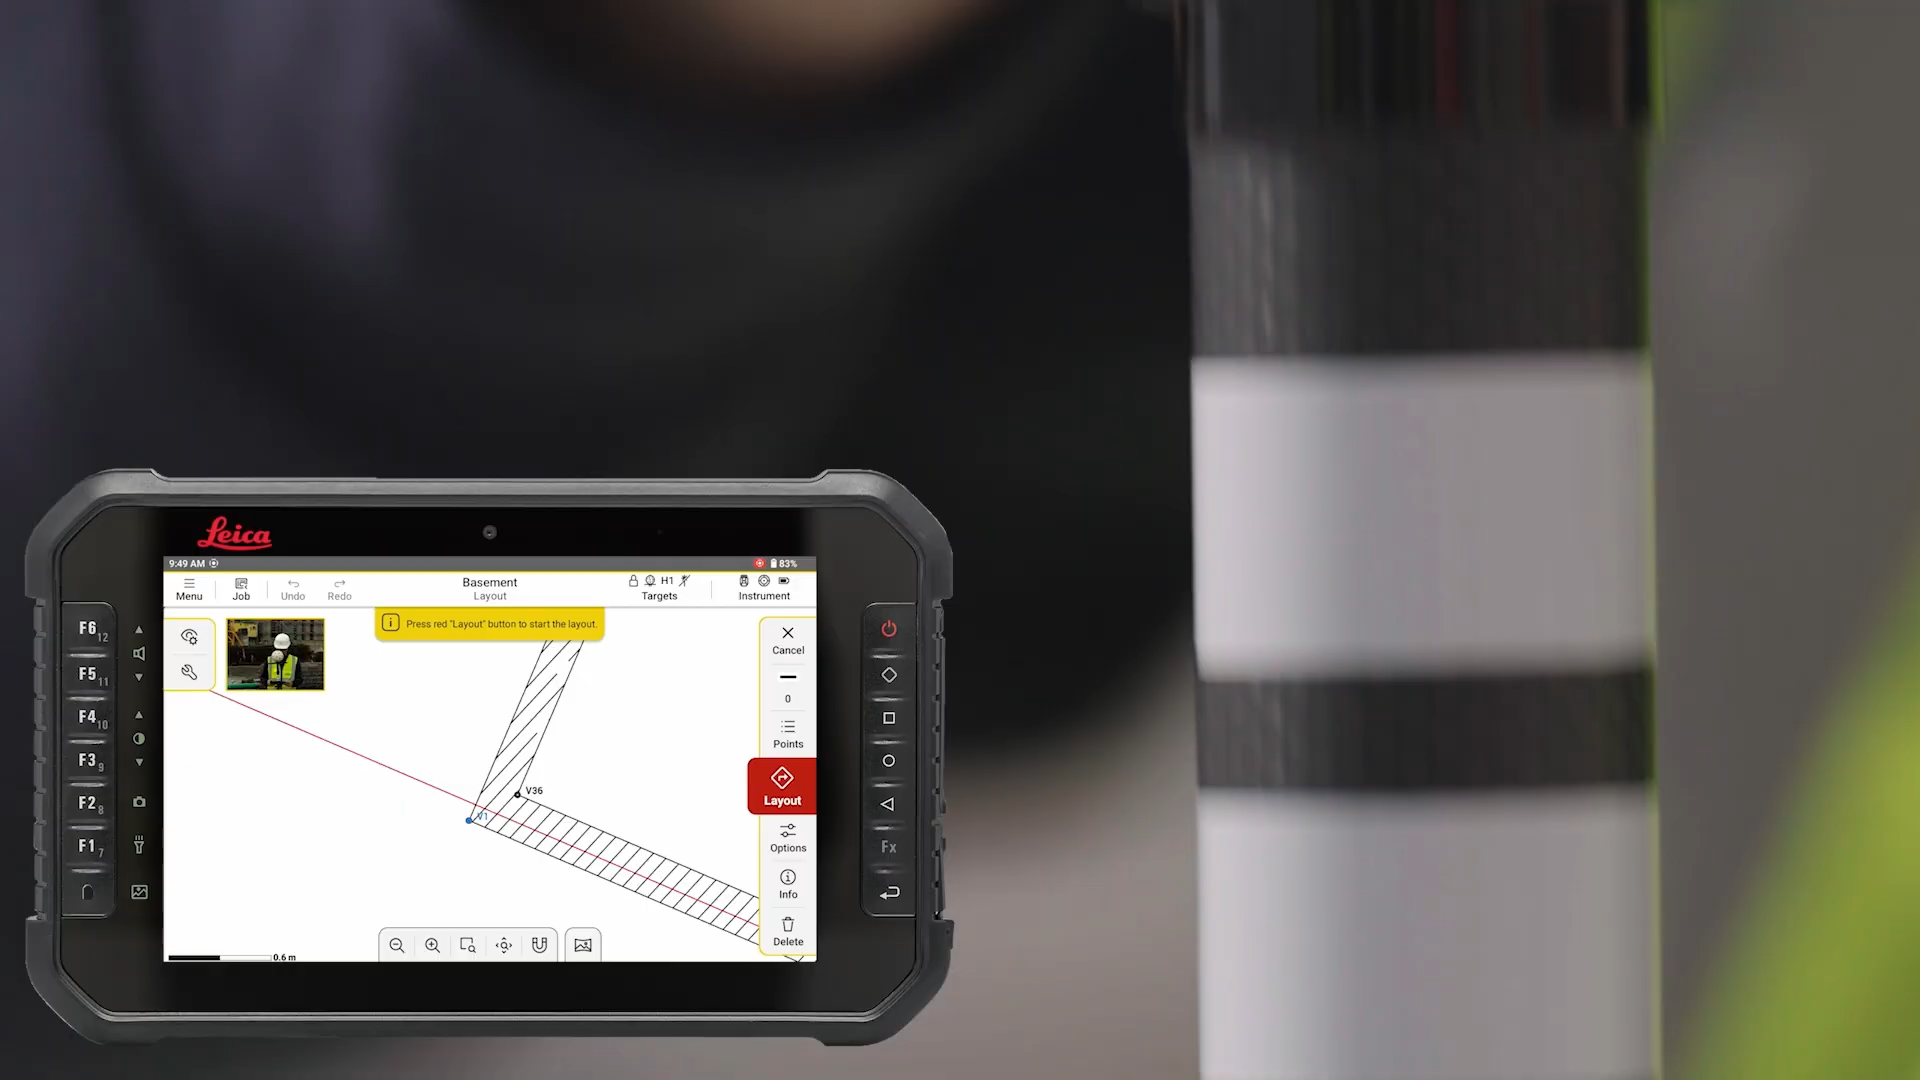 Leica
9:49 AM
83%
Menu
Job
Undo
Redo
Basement
Layout
H1
Targets
Instrument
i Press red "Layout" button to start the layout.
Cancel
0
Points
Layout
Options
Info
Delete
V36
V1
0.6 m
F6 12
F5 11
F4 10
F3 9
F2 8
F1 7
Fx